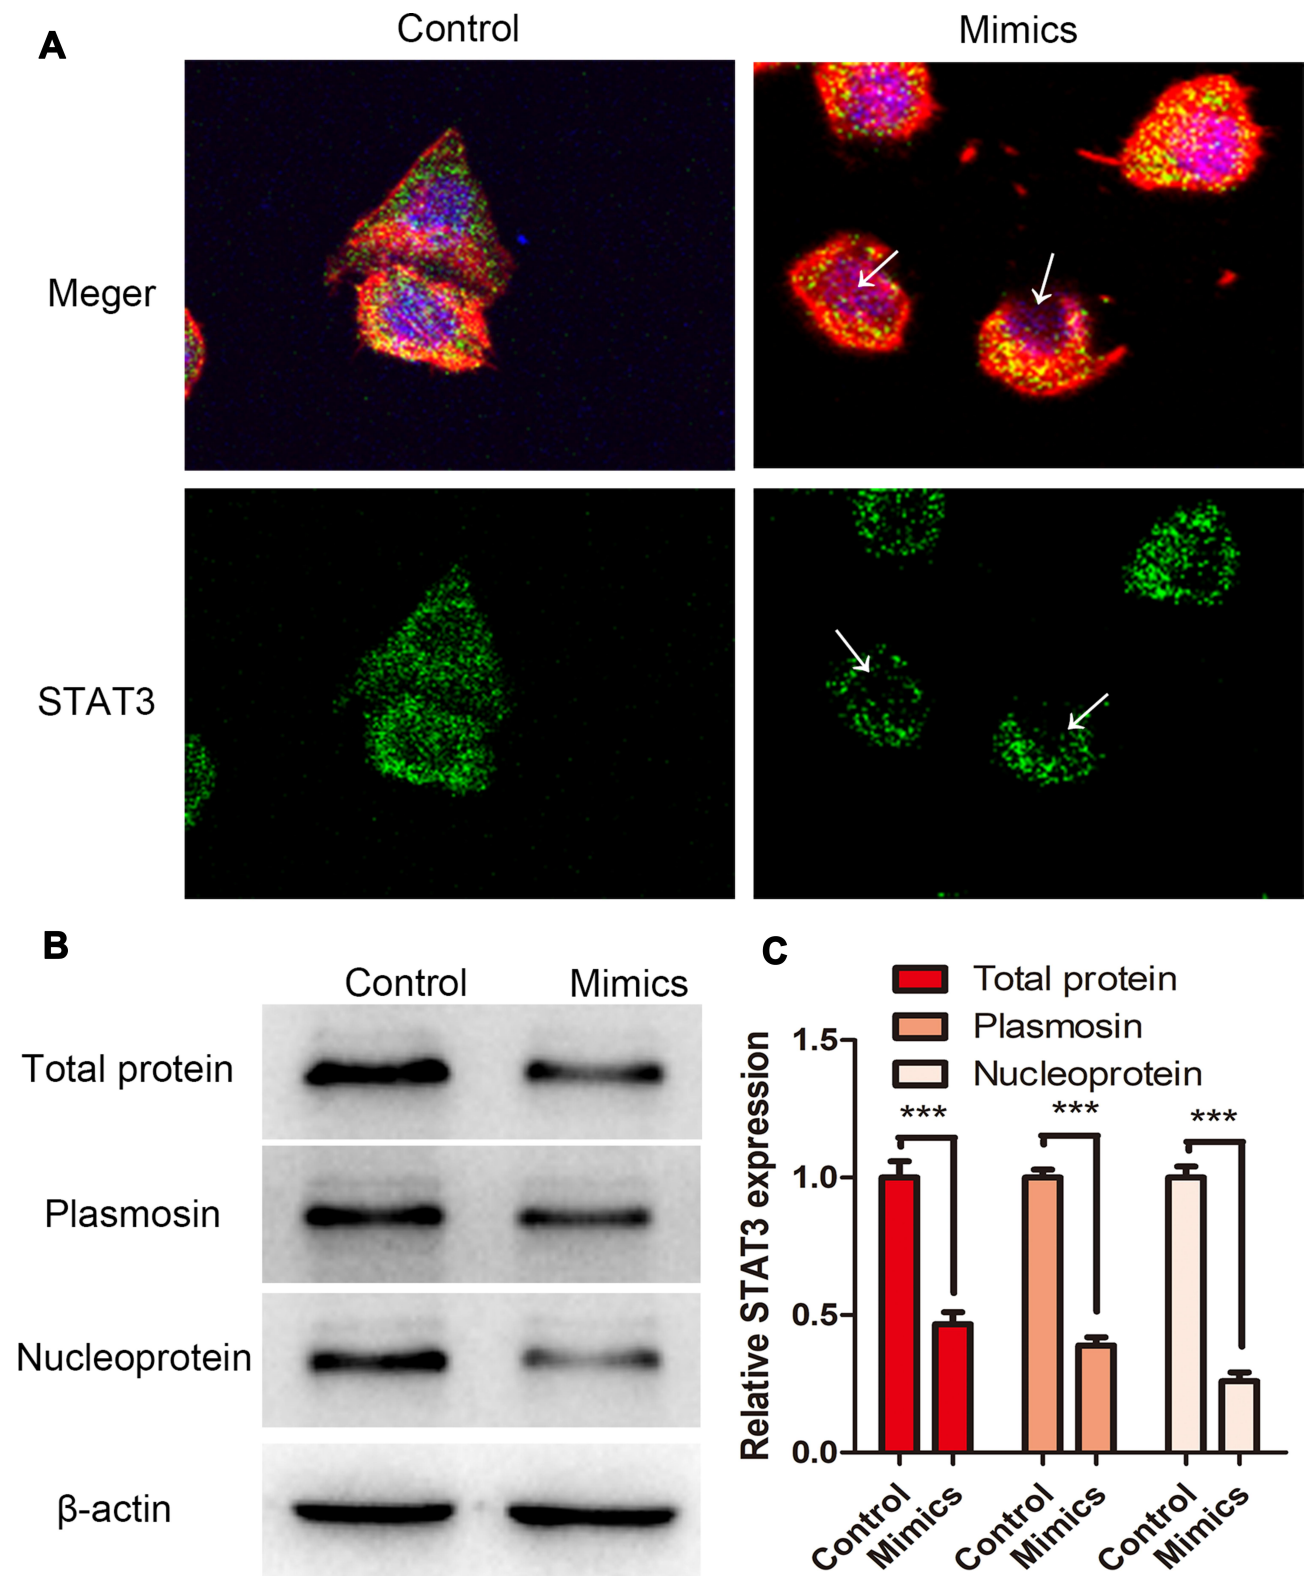 A
Control
Mimics
Meger
STAT3
B
Control
Mimics
Total protein
Plasmosin
Nucleoprotein
β-actin
C
Total protein
Plasmosin
Nucleoprotein
Relative STAT3 expression
1.5
1.0
0.5
0.0
***
***
***
Control
Mimics
Control
Mimics
Control
Mimics